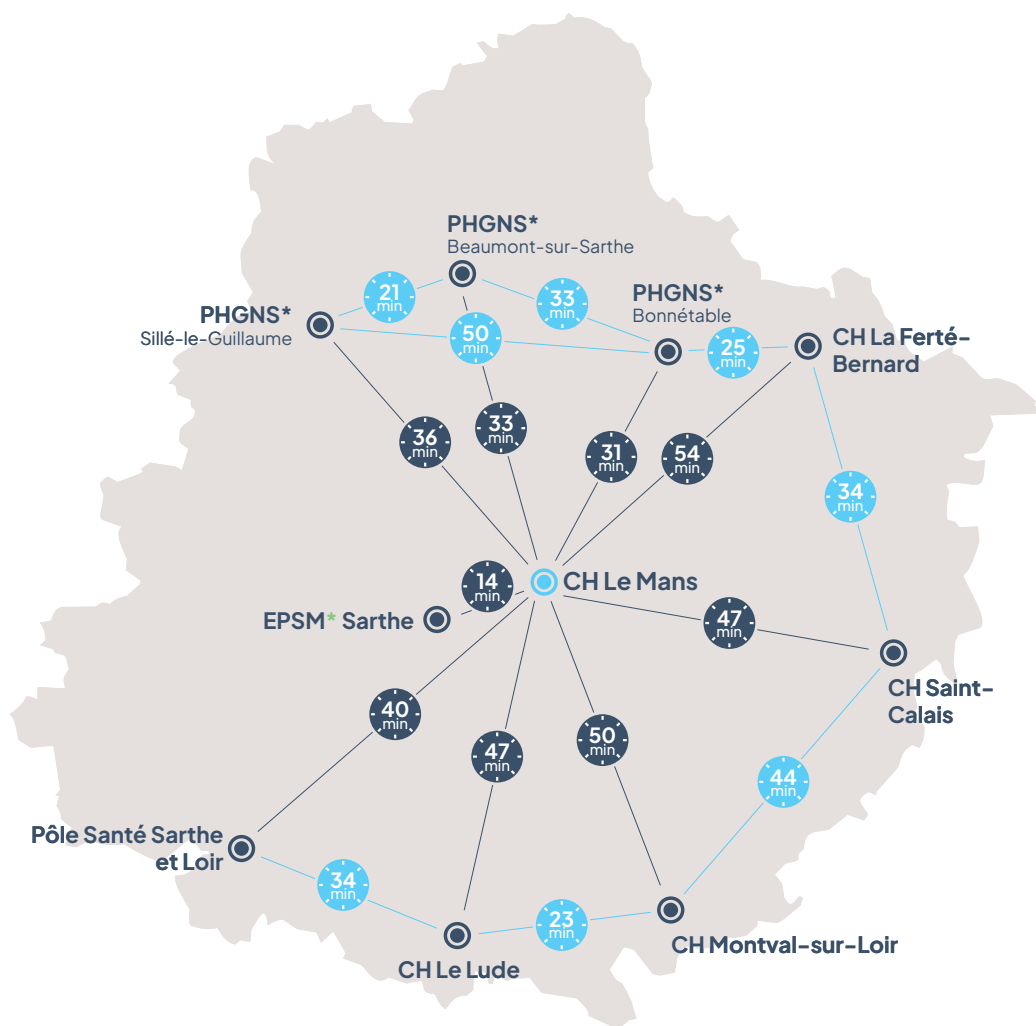 PHGNS*
Beaumont-sur-Sarthe
21
min
33
min
PHGNS*
Bonnétable
PHGNS*
Sillé-le-Guillaume
50
min
25
min
CH La Ferté-
Bernard
36
min
33
min
31
min
54
min
34
min
14
min
CH Le Mans
EPSM* Sarthe
47
min
CH Saint-
Calais
40
min
47
min
50
min
44
min
Pôle Santé Sarthe
et Loir
34
min
23
min
CH Montval-sur-Loir
CH Le Lude